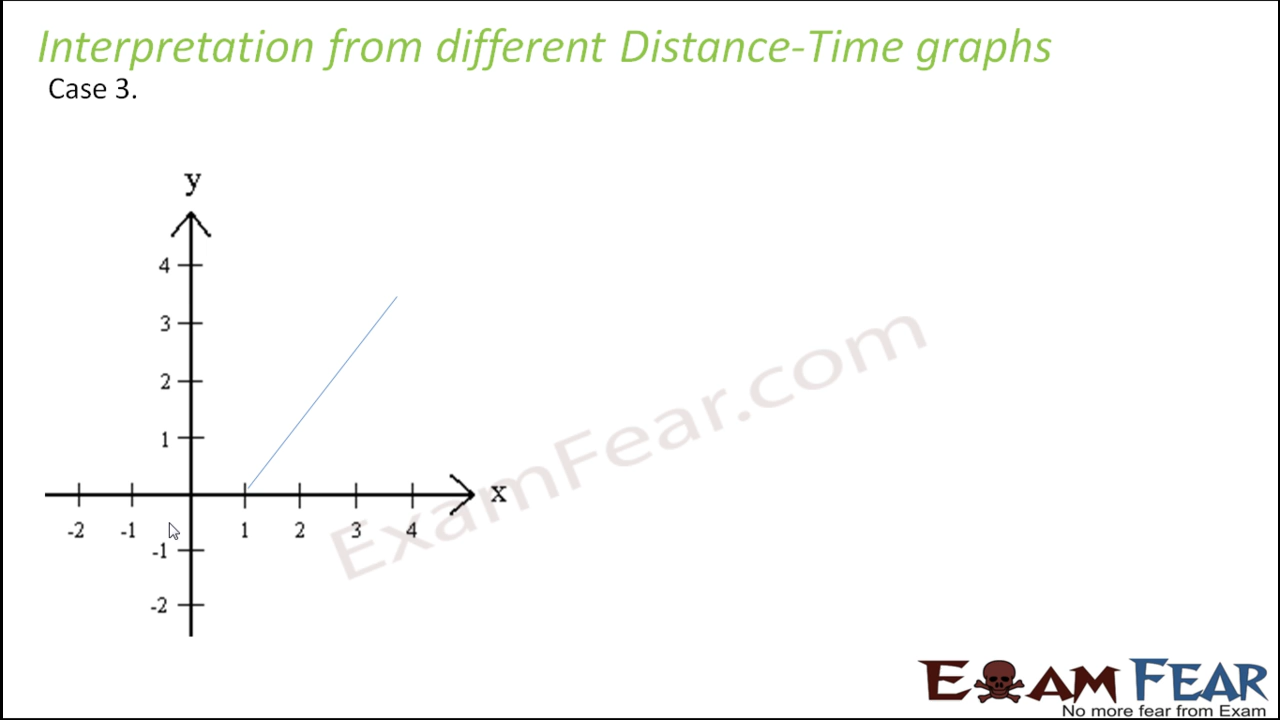 Interpretation from different Distance-Time graphs
Case 3.
y
4
3
2
1
x
-2 -1 1 2 3 4
-1
-2
ExamFear.com
EXAM FEAR
No more fear from Exam